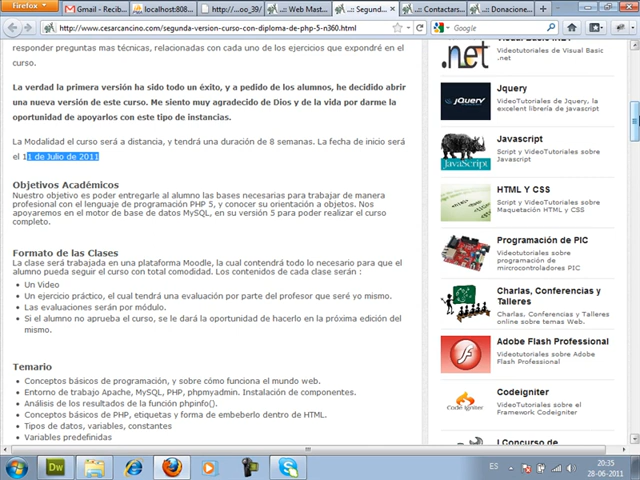 Firefox
Gmail - Recib...
localhost:808...
http://...oo_39/
..:: Web Mast...
..:: Segund...
..:: Contactars...
..:: Donacione...
http://www.cesarcancino.com/segunda-version-curso-con-diploma-de-php-5-n360.html
Google
responder preguntas mas técnicas, relacionadas con cada uno de los ejercicios que expondré en el
curso.
La verdad la primera versión ha sido todo un éxito, y a pedido de los alumnos, he decidido abrir
una nueva versión de este curso. Me siento muy agradecido de Dios y de la vida por darme la
oportunidad de apoyarlos con este tipo de instancias.
La Modalidad el curso será a distancia, y tendrá una duración de 8 semanas. La fecha de inicio será
el 11 de Julio de 2011
Objetivos Académicos
Nuestro objetivo es poder entregarle al alumno las bases necesarias para trabajar de manera
profesional con el lenguaje de programación PHP 5, y conocer su orientación a objetos. Nos
apoyaremos en el motor de base de datos MySQL, en su versión 5 para poder realizar el curso
completo.
Formato de las Clases
La clase será trabajada en una plataforma Moodle, la cual contendrá todo lo necesario para que el
alumno pueda seguir el curso con total comodidad. Los contenidos de cada clase serán :
Un Video
Un ejercicio práctico, el cual tendrá una evaluación por parte del profesor que seré yo mismo.
Las evaluaciones serán por módulo.
Si el alumno no aprueba el curso, se le dará la oportunidad de hacerlo en la próxima edición del
mismo.
Temario
Conceptos básicos de programación, y sobre cómo funciona el mundo web.
Entorno de trabajo Apache, MySQL, PHP, phpmyadmin. Instalación de componentes.
Análisis de los resultados de la función phpinfo().
Conceptos básicos de PHP, etiquetas y forma de embeberlo dentro de HTML.
Tipos de datos, variables, constantes
Variables predefinidas
.net
Visual Basic .NET
Videotutoriales de Visual Basic
.net
jQuery
Jquery
VideoTutoriales de Jquery, la
excelent librería de javascript
JAVASCRIPT
Javascript
Script y VideoTutoriales sobre
Javascript
HTML Y CSS
Script y VideoTutoriales sobre
Maquetación HTML y CSS
Programación de PIC
Videotutoriales sobre
programación de
mircrocontroladores PIC
Charlas, Conferencias y
Talleres
Charlas, Conferencias y Talleres
online sobre temas Web.
Adobe Flash Professional
Videotutoriales sobre Adobe
Flash Professional
CodeIgniter
Codeigniter
VideoTutoriales sobre el
Framework Codeigniter
I Concurso de
Dw
ES
20:35
28-06-2011